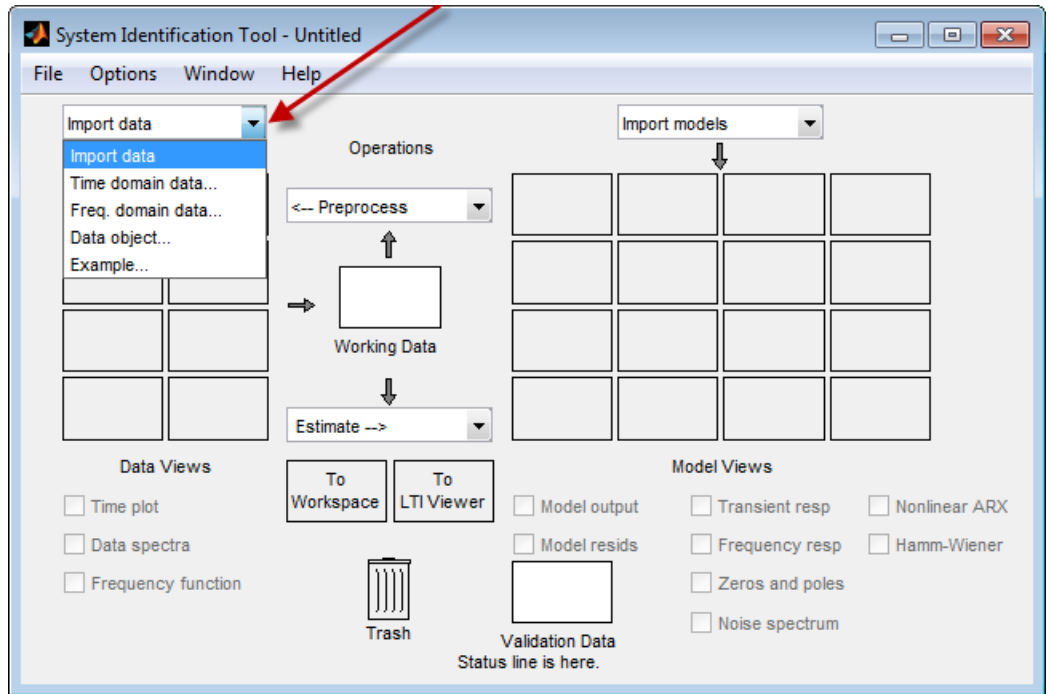 System Identification Tool - Untitled
File Options Window Help
Import data
Import data
Time domain data...
Freq. domain data...
Data object...
Example...
Operations
<-- Preprocess
Working Data
Estimate -->
Import models
Data Views
Time plot
Data spectra
Frequency function
To
Workspace
To
LTI Viewer
Trash
Model Views
Model output
Model resids
Transient resp
Frequency resp
Zeros and poles
Noise spectrum
Nonlinear ARX
Hamm-Wiener
Validation Data
Status line is here.